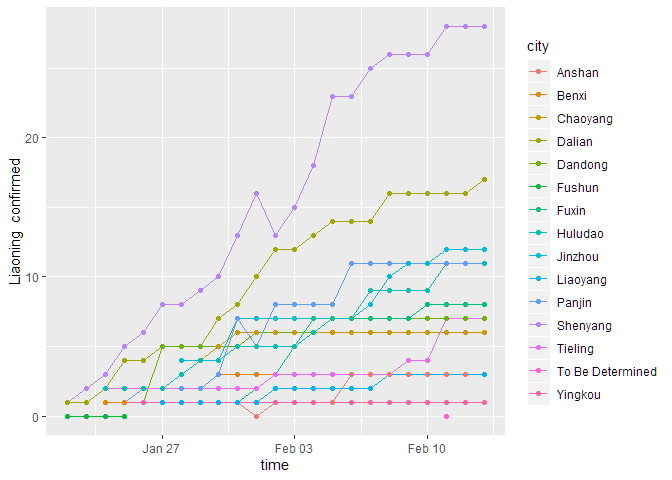 Liaoning confirmed
20
10
0
Jan 27
Feb 03
Feb 10
time
city
Anshan
Benxi
Chaoyang
Dalian
Dandong
Fushun
Fuxin
Huludao
Jinzhou
Liaoyang
Panjin
Shenyang
Tieling
To Be Determined
Yingkou